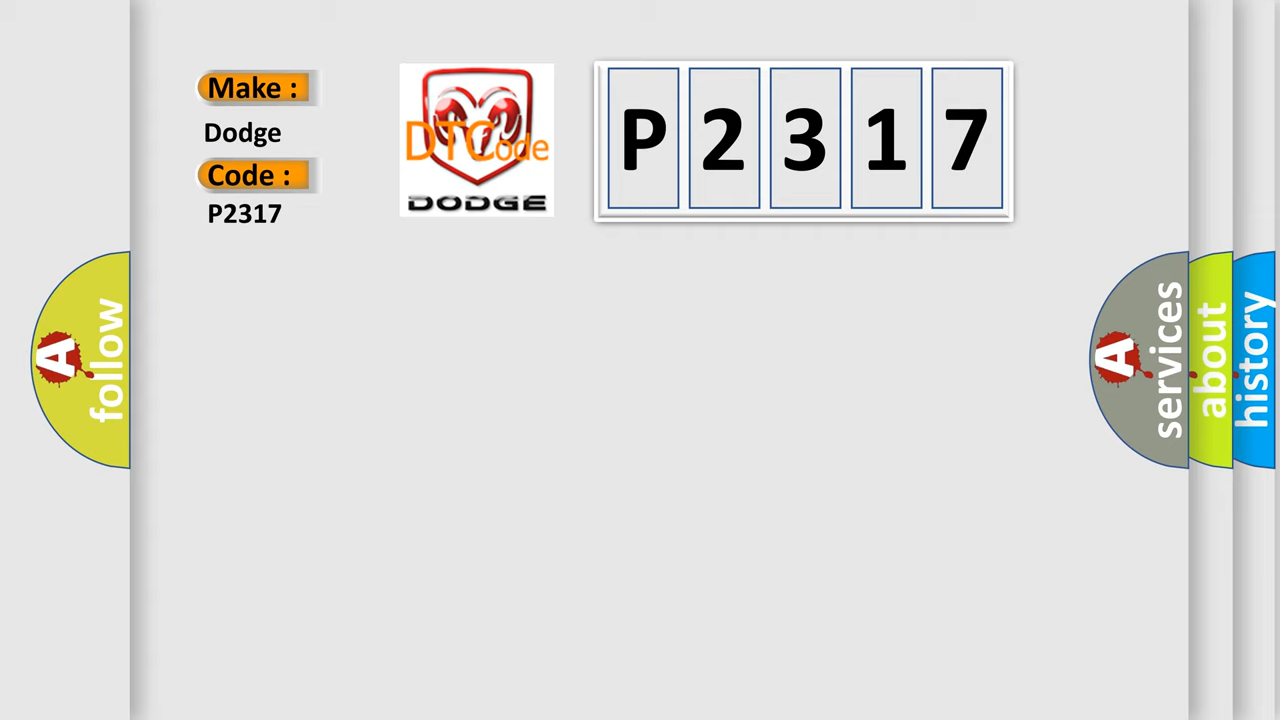 Make :
Dodge
Code :
P2317
DTCode
DODGE
P 2 3 1 7
A follow
A services
about
history